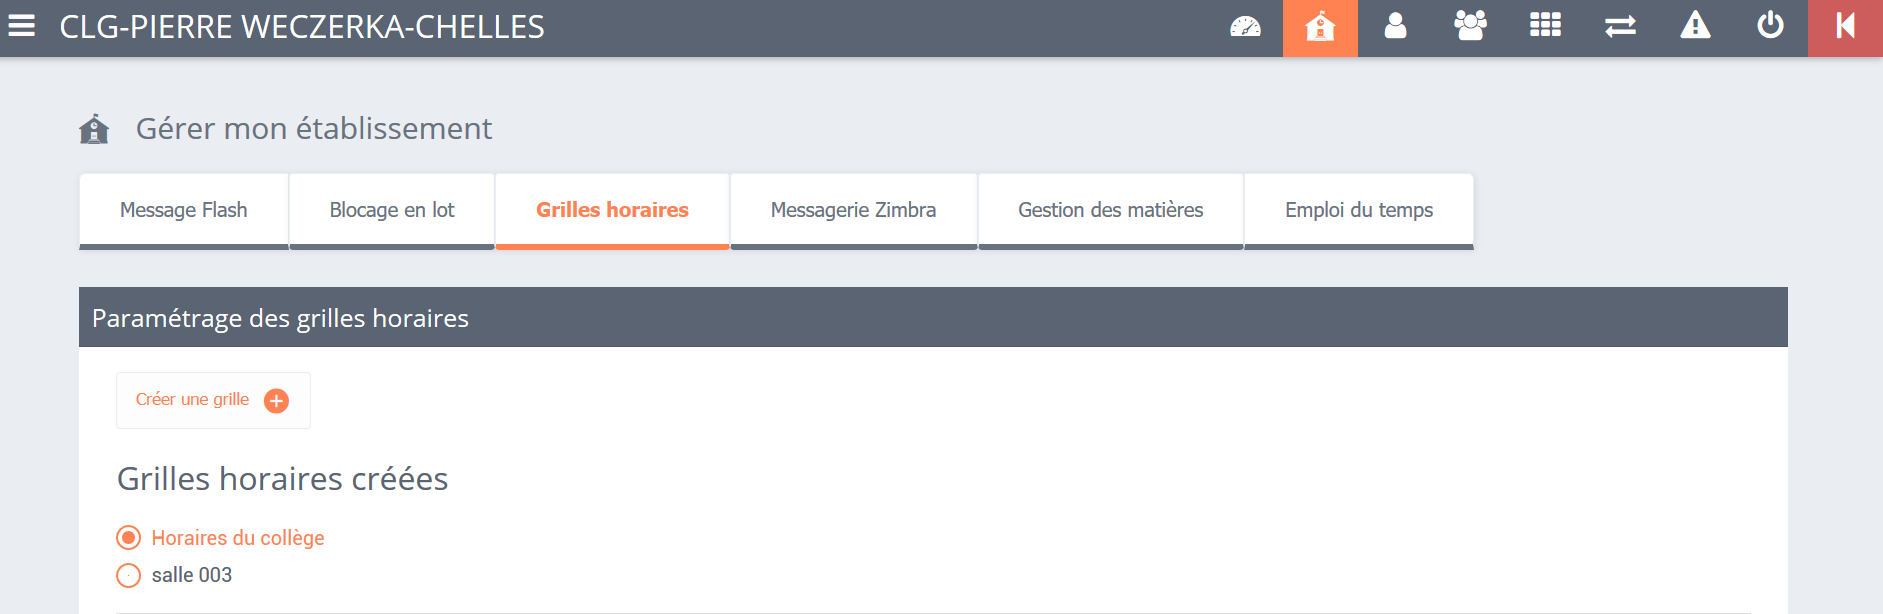 CLG-PIERRE WECZERKA-CHELLES
Gérer mon établissement
Message Flash
Blocage en lot
Grilles horaires
Messagerie Zimbra
Gestion des matières
Emploi du temps
Paramétrage des grilles horaires
Créer une grille
Grilles horaires créées
Horaires du collège
salle 003